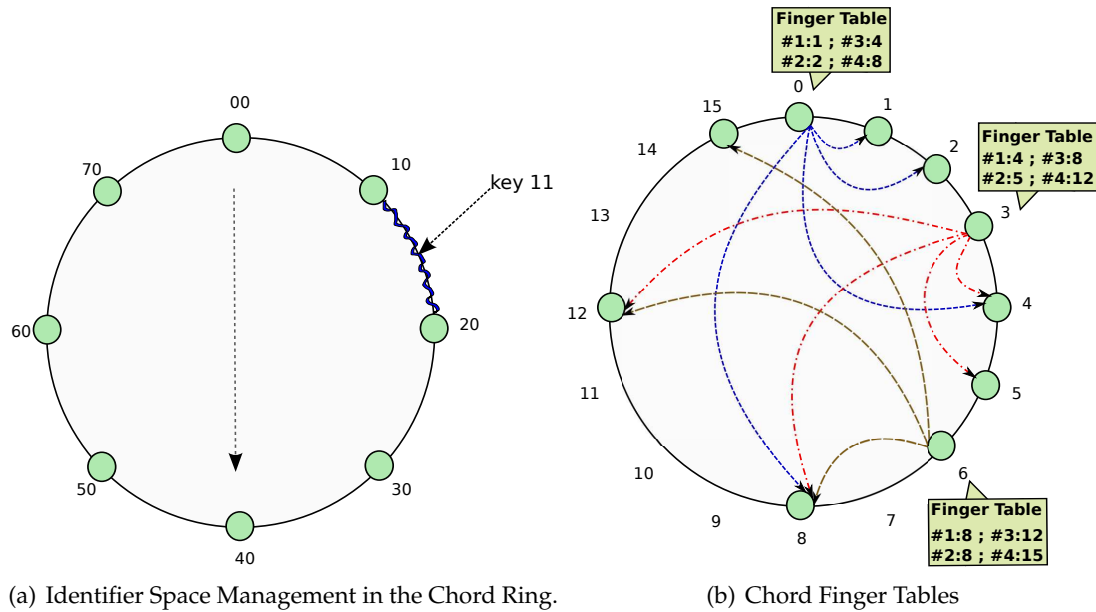 00
10
key 11
20
30
40
50
60
70
(a) Identifier Space Management in the Chord Ring.
Finger Table
#1:1 ; #3:4
#2:2 ; #4:8
0
1
2
Finger Table
#1:4 ; #3:8
#2:5 ; #4:12
3
4
5
6
Finger Table
#1:8 ; #3:12
#2:8 ; #4:15
7
8
9
10
11
12
13
14
15
(b) Chord Finger Tables